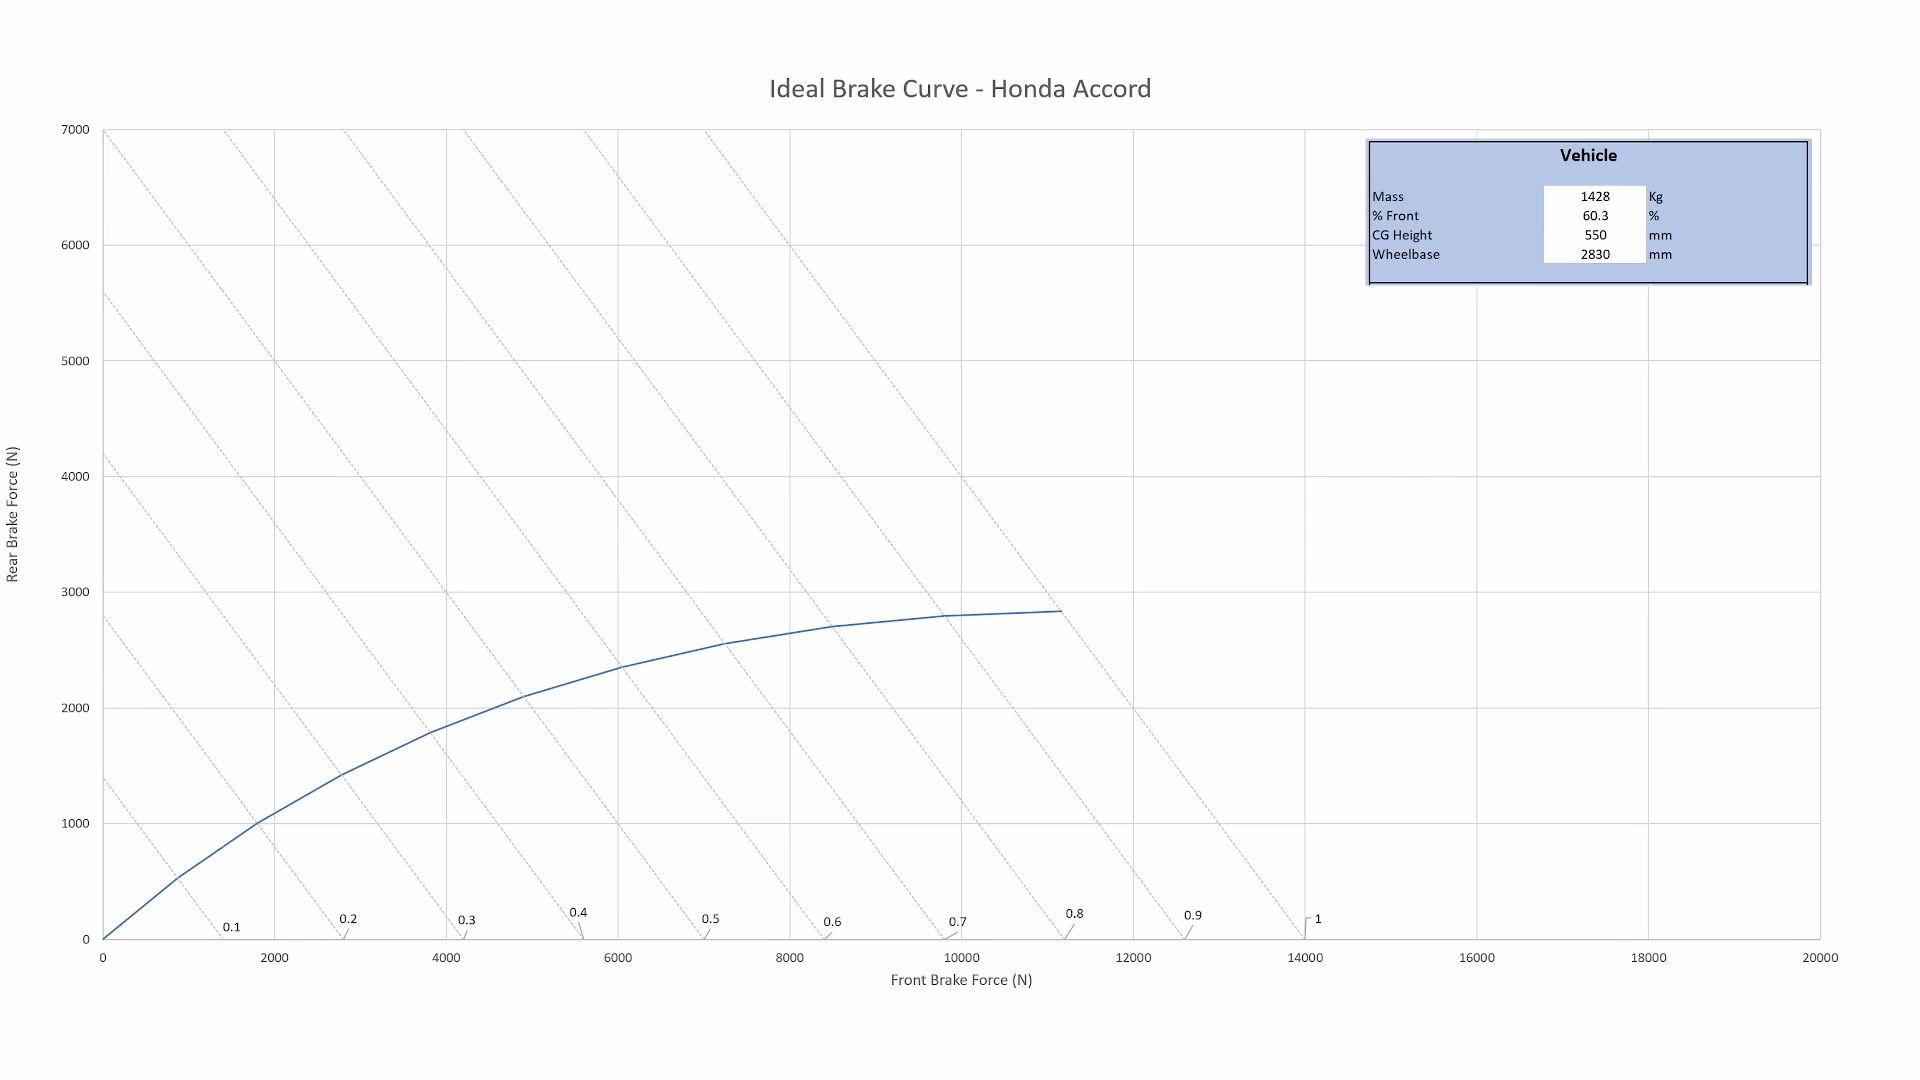 Ideal Brake Curve - Honda Accord
Vehicle
Mass 1428 Kg
% Front 60.3 %
CG Height 550 mm
Wheelbase 2830 mm
7000
6000
5000
4000
3000
2000
1000
0
Rear Brake Force (N)
0.1 0.2 0.3 0.4 0.5 0.6 0.7 0.8 0.9 1
0 2000 4000 6000 8000 10000 12000 14000 16000 18000 20000
Front Brake Force (N)